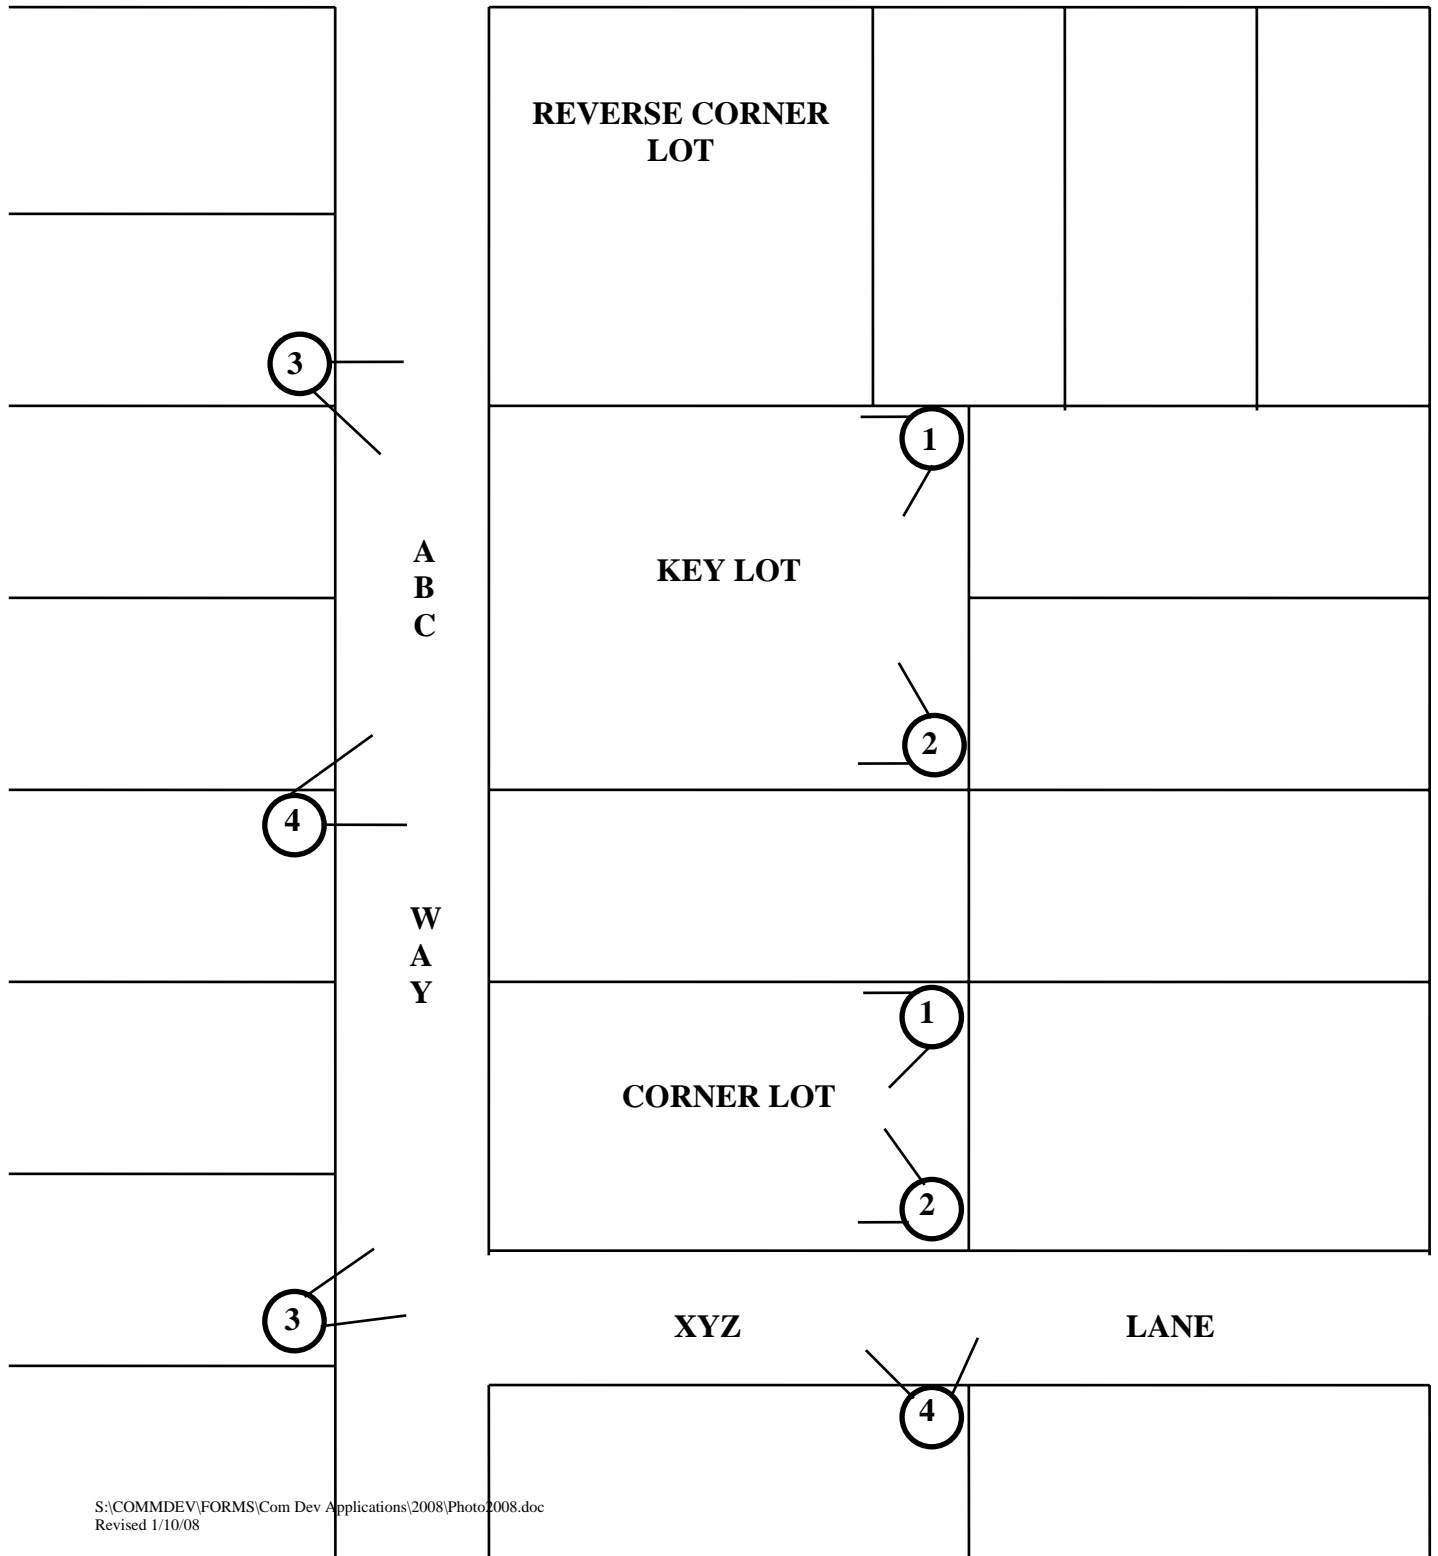 REVERSE CORNER
LOT
3
1
A
B
C
KEY LOT
2
4
W
A
Y
1
CORNER LOT
2
3
XYZ
LANE
4
S:\COMMDEV\FORMS\Com Dev Applications\2008\Photo2008.doc
Revised 1/10/08